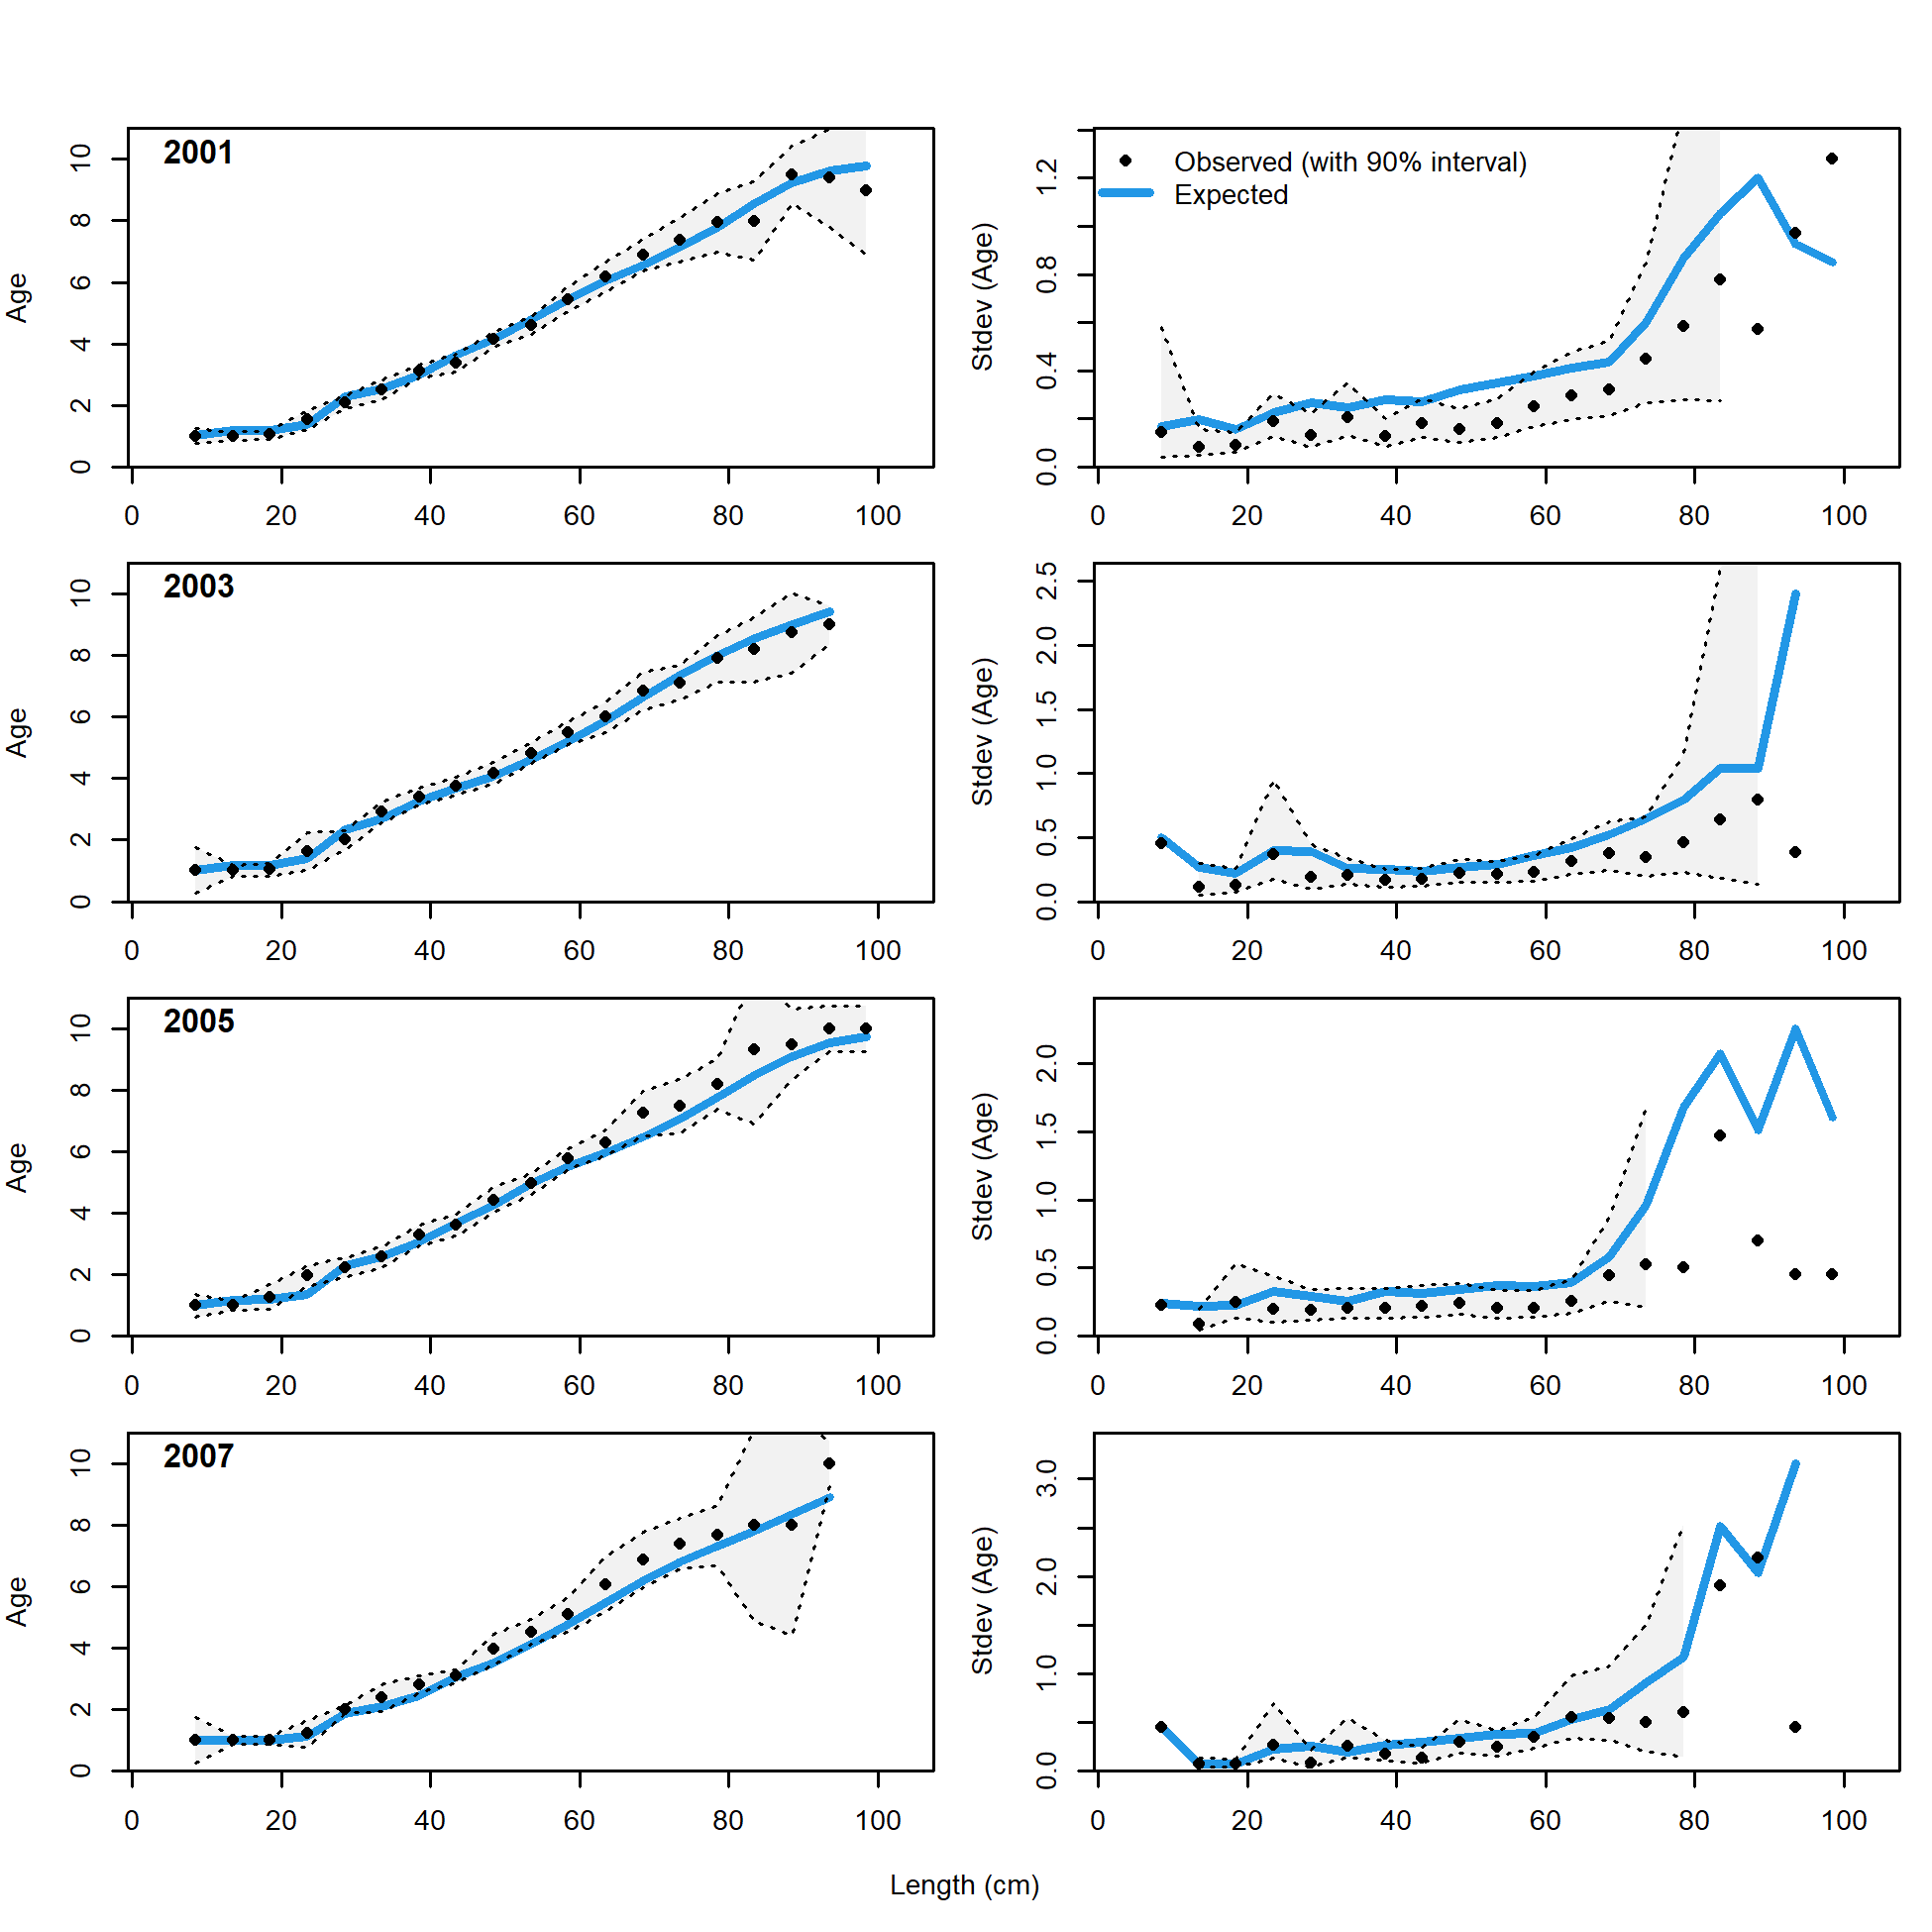 2001
Age
0 2 4 6 8 10
0 20 40 60 80 100
Observed (with 90% interval)
Expected
Stdev (Age)
0.0 0.4 0.8 1.2
0 20 40 60 80 100
2003
Age
0 2 4 6 8 10
0 20 40 60 80 100
Stdev (Age)
0.0 0.5 1.0 1.5 2.0 2.5
0 20 40 60 80 100
2005
Age
0 2 4 6 8 10
0 20 40 60 80 100
Stdev (Age)
0.0 0.5 1.0 1.5 2.0
0 20 40 60 80 100
2007
Age
0 2 4 6 8 10
0 20 40 60 80 100
Stdev (Age)
0.0 1.0 2.0 3.0
0 20 40 60 80 100
Length (cm)